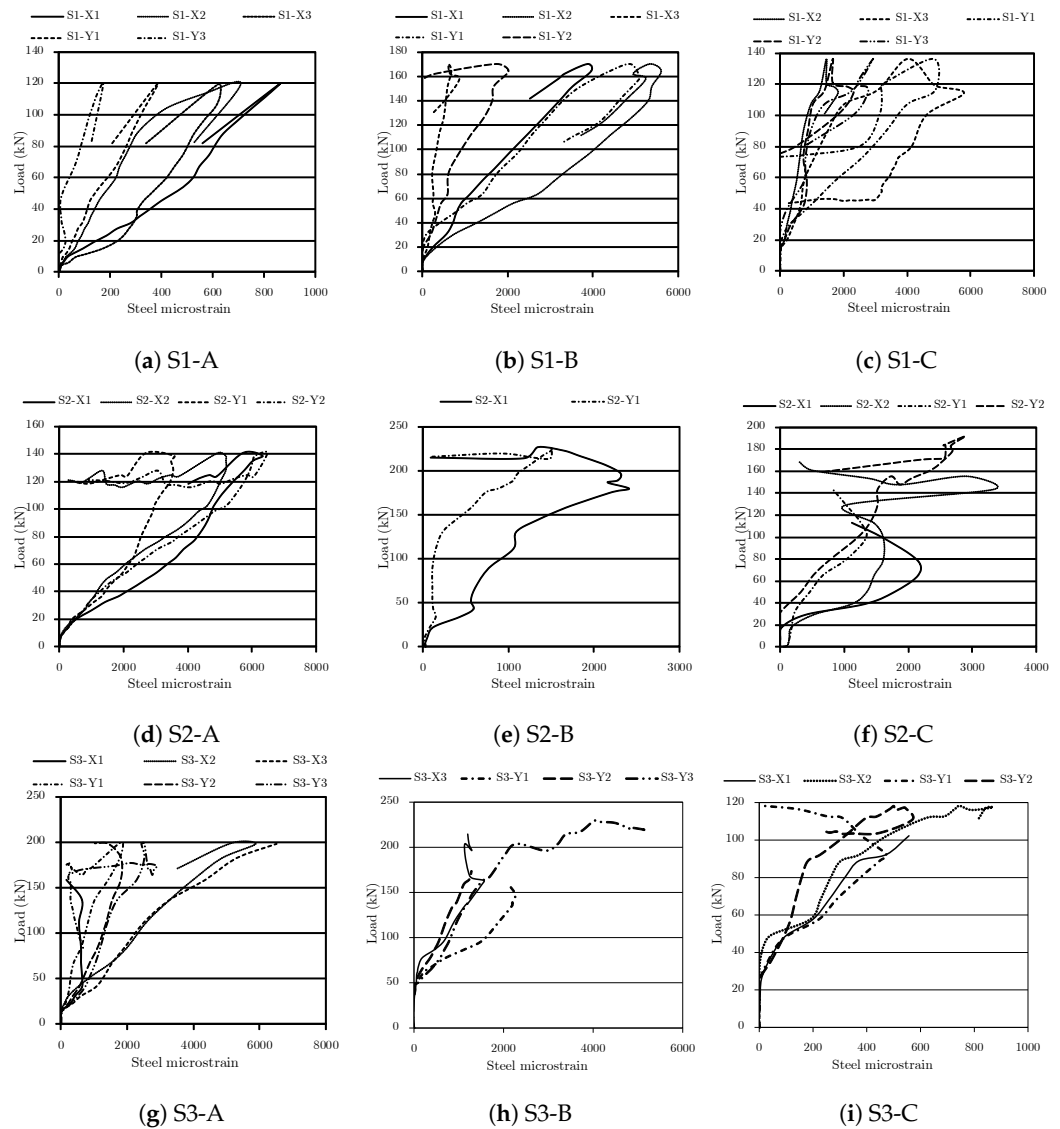 S1-X1 S1-X2 S1-X3
S1-Y1 S1-Y3
140
120
100
80
60
40
20
0
Load (kN)
0 200 400 600 800 1000
Steel microstrain
(a) S1-A
S1-X1 S1-X2 S1-X3
S1-Y1 S1-Y2
180
160
140
120
100
80
60
40
20
0
Load (kN)
0 2000 4000 6000
Steel microstrain
(b) S1-B
S1-X2 S1-X3 S1-Y1
S1-Y2 S1-Y3
140
120
100
80
60
40
20
0
Load (kN)
0 2000 4000 6000 8000
Steel microstrain
(c) S1-C
S2-X1 S2-X2 S2-Y1 S2-Y2
160
140
120
100
80
60
40
20
0
Load (kN)
0 2000 4000 6000 8000
Steel microstrain
(d) S2-A
S2-X1 S2-Y1
250
200
150
100
50
0
Load (kN)
0 1000 2000 3000
Steel microstrain
(e) S2-B
S2-X1 S2-X2 S2-Y1 S2-Y2
200
180
160
140
120
100
80
60
40
20
0
Load (kN)
0 1000 2000 3000 4000
Steel microstrain
(f) S2-C
S3-X1 S3-X2 S3-X3
S3-Y1 S3-Y2 S3-Y3
250
200
150
100
50
0
Load (kN)
0 2000 4000 6000 8000
Steel microstrain
(g) S3-A
S3-X3 S3-Y1 S3-Y2 S3-Y3
250
200
150
100
50
0
Load (kN)
0 2000 4000 6000
Steel microstrain
(h) S3-B
S3-X1 S3-X2 S3-Y1 S3-Y2
120
100
80
60
40
20
0
Load (kN)
0 200 400 600 800 1000
Steel microstrain
(i) S3-C